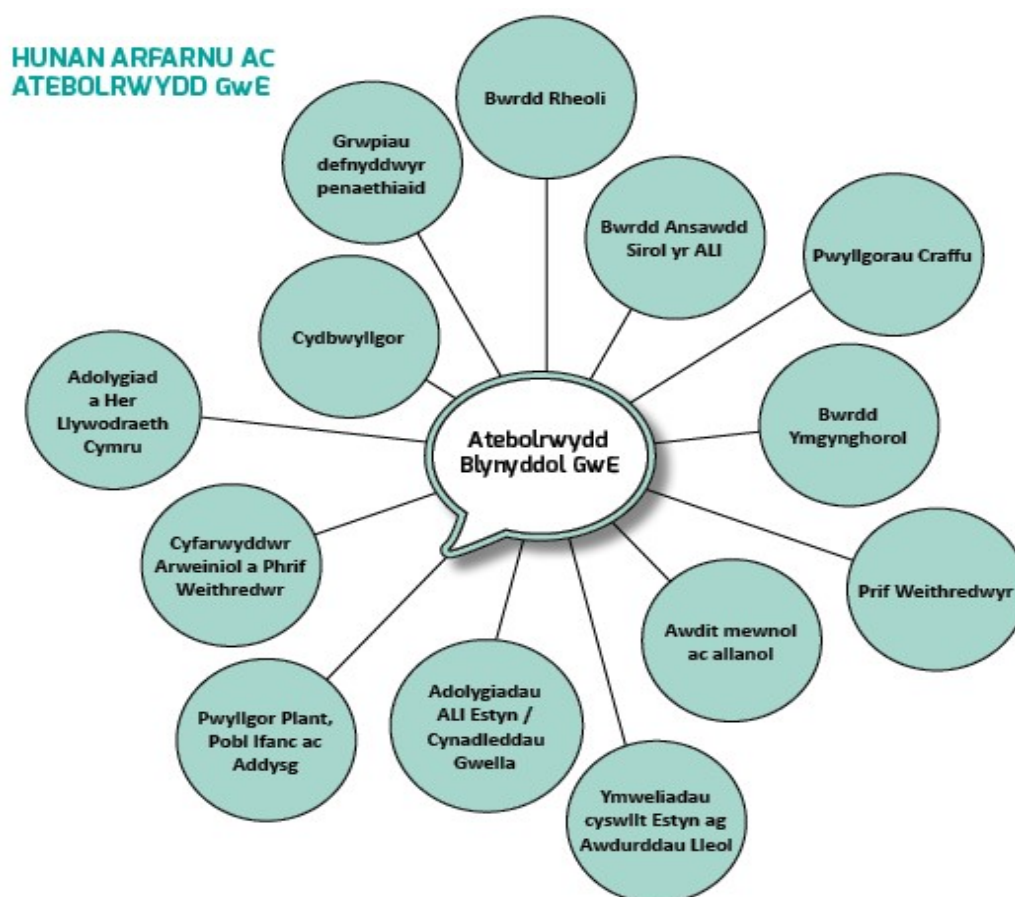 HUNAN ARFARNU AC
ATEBOLRWYDD GwE
Bwrdd Rheoli
Grwpiau
defnyddwyr
penaethiaid
Bwrdd Ansawdd
Sirol yr ALl
Pwyllgorau Craffu
Cydbwyllgor
Adolygiad
a Her
Llywodraeth
Cymru
Bwrdd
Ymgynghorol
Atebolrwydd
Blynyddol GwE
Cyfarwyddwr
Arweiniol a Phrif
Weithredwr
Prif Weithredwyr
Awdit mewnol
ac allanol
Pwyllgor Plant,
Pobl Ifanc ac
Addysg
Adolygiadau
ALl Estyn /
Cynadleddau
Gwella
Ymweliadau
cyswllt Estyn ag
Awdurddau Lleol